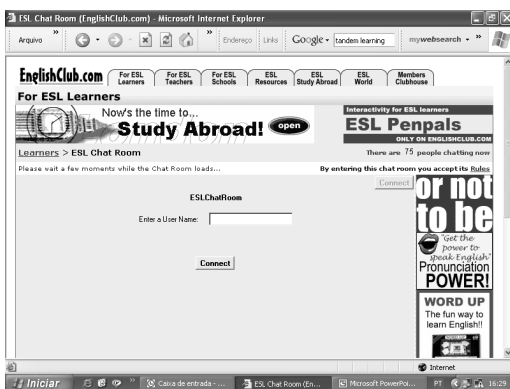 ESL Chat Room (EnglishClub.com) - Microsoft Internet Explorer
Arquivo » Endereço Links Google tandem learning mywebsearch »
EnglishClub.com For ESL Learners For ESL Teachers For ESL Schools ESL Resources ESL Study Abroad ESL World Members Clubhouse
For ESL Learners
Now's the time to...
Study Abroad! open
Interactivity for ESL learners
ESL Penpals
ONLY ON ENGLISHCLUB.COM
Learners > ESL Chat Room There are 75 people chatting now
Please wait a few moments while the Chat Room loads... By entering this chat room you accept its Rules
Connect
ESLChatRoom
Enter a User Name:
Connect
or not
to be
"Get the
power to
speak English"
Pronunciation
POWER!
WORD UP
The fun way to
learn English!!
Internet
Iniciar » Caixa de entrada - ... ESL Chat Room (En... Microsoft PowerPoi... PT 16:29